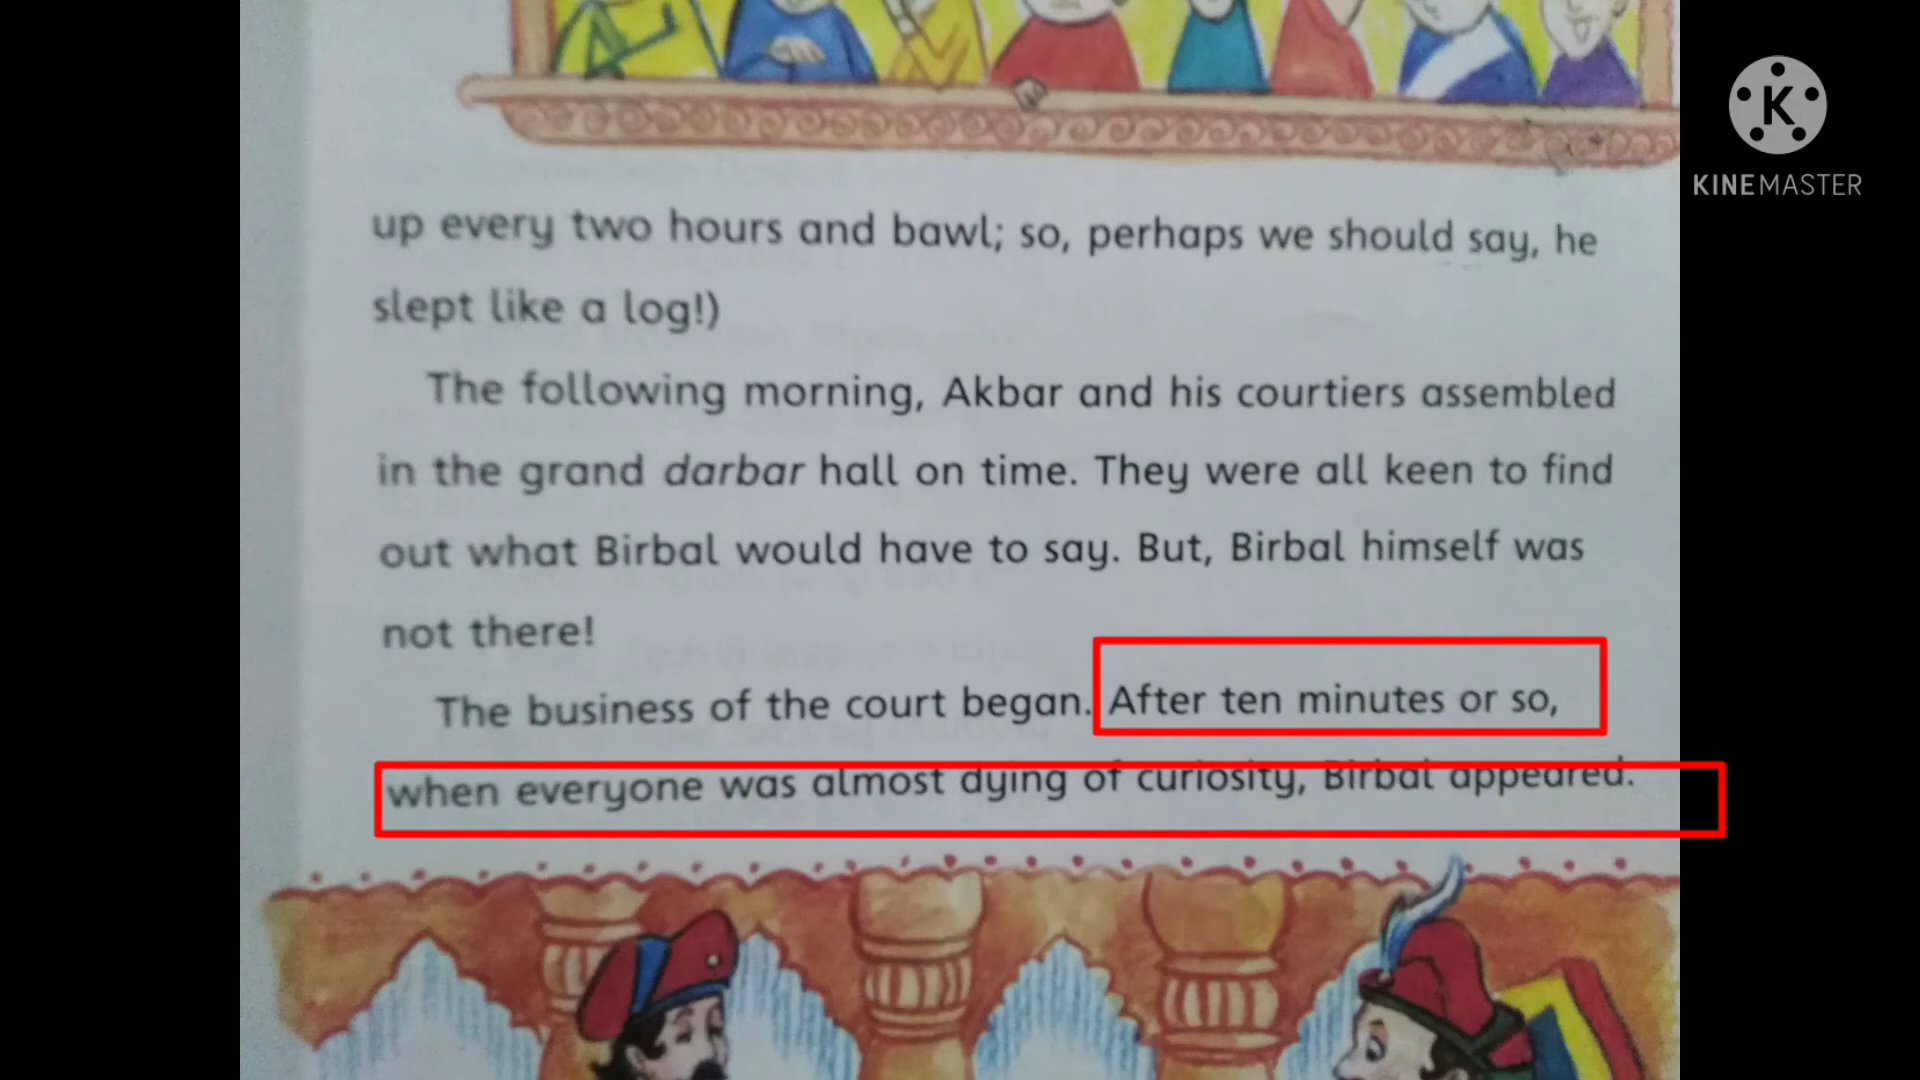 KINEMASTER
up every two hours and bawl; so, perhaps we should say, he
slept like a log!)
The following morning, Akbar and his courtiers assembled
in the grand darbar hall on time. They were all keen to find
out what Birbal would have to say. But, Birbal himself was
not there!
The business of the court began. After ten minutes or so,
when everyone was almost dying of curiosity, Birbal appeared.